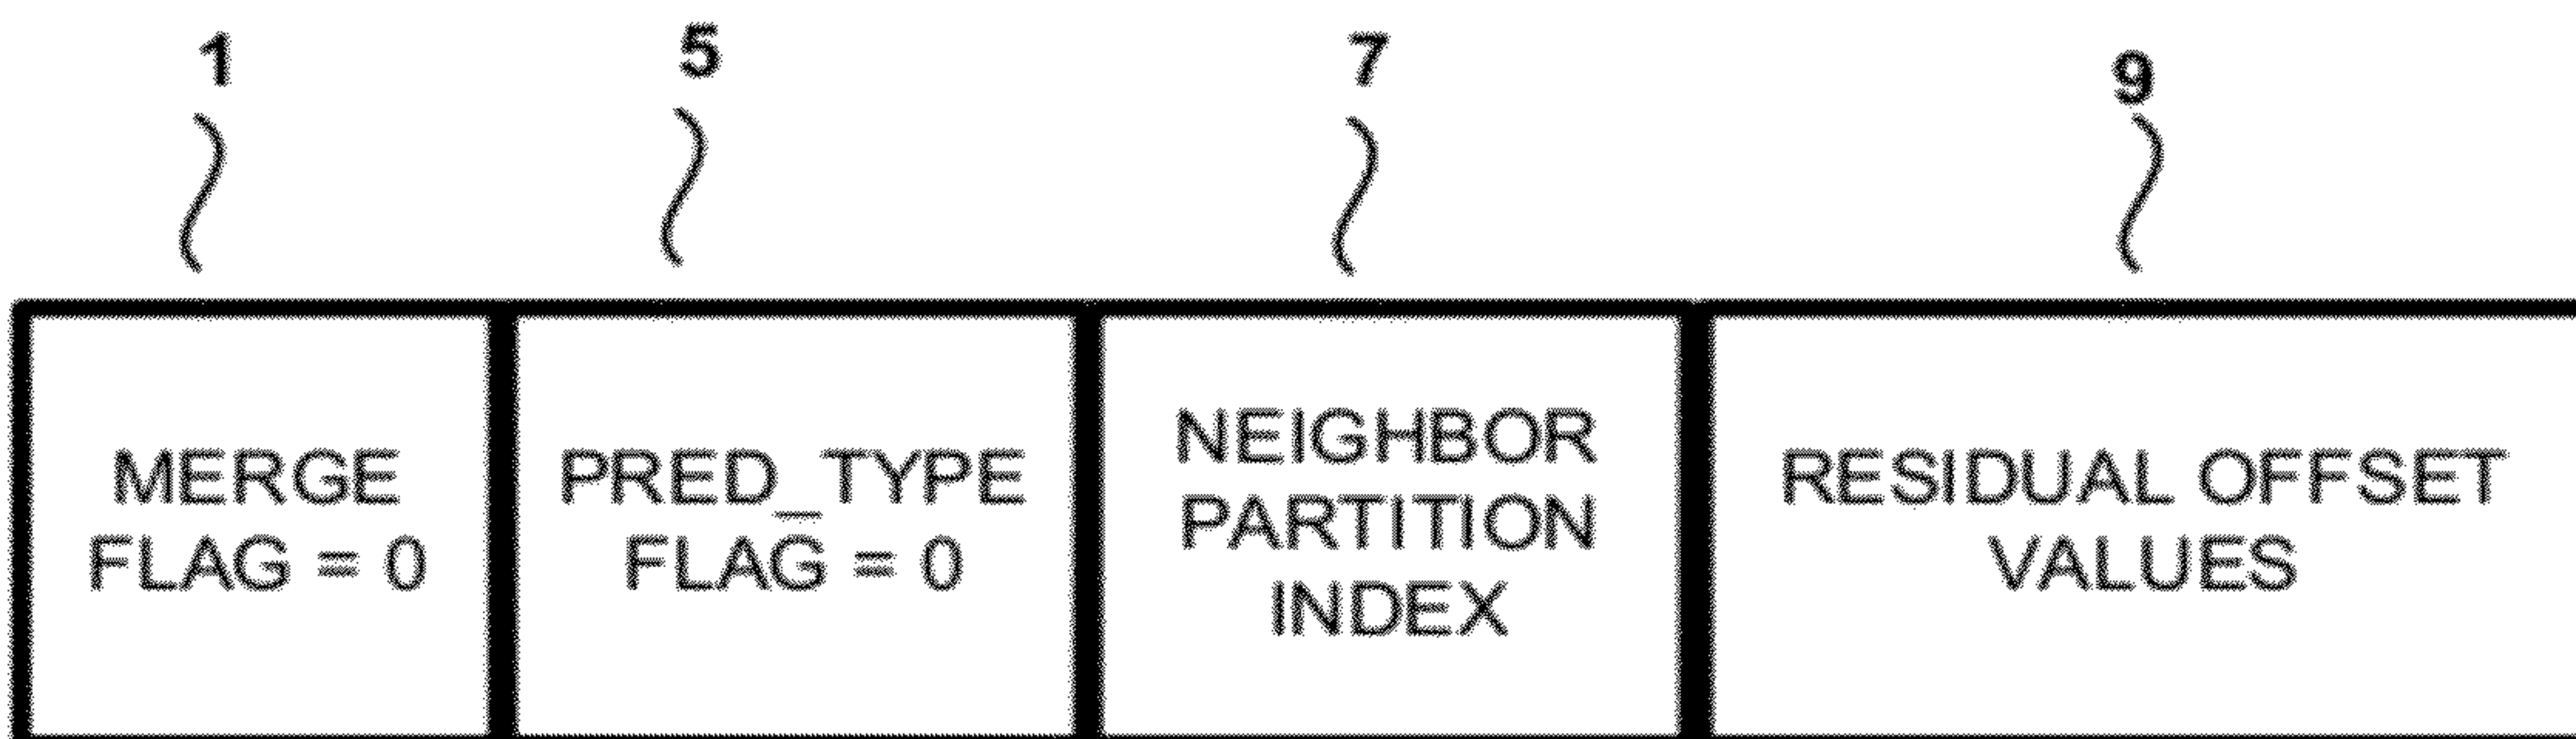 1 5 7 9
MERGE
FLAG = 0
PRED_TYPE
FLAG = 0
NEIGHBOR
PARTITION
INDEX
RESIDUAL OFFSET
VALUES